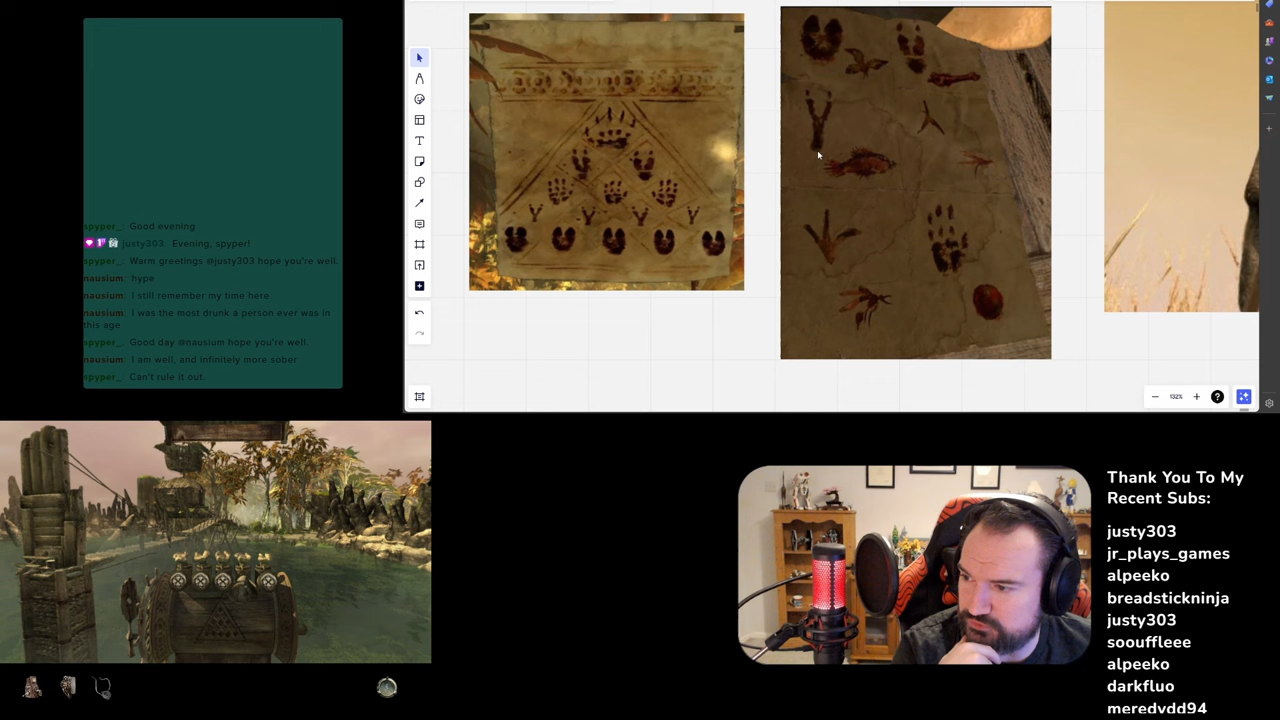 spyper_: Good evening
justy303 Evening, spyper!
spyper_: Warm greetings @justy303 hope you're well.
nausium: hype
nausium: I still remember my time here
nausium: I was the most drunk a person ever was in
this age
spyper_: Good day @nausium hope you're well.
nausium: I am well, and infinitely more sober
spyper_: Can't rule it out.
132%
Thank You To My
Recent Subs:
justy303
jr_plays_games
alpeeko
breadstickninja
justy303
soouffleee
alpeeko
darkfluo
meredydd94